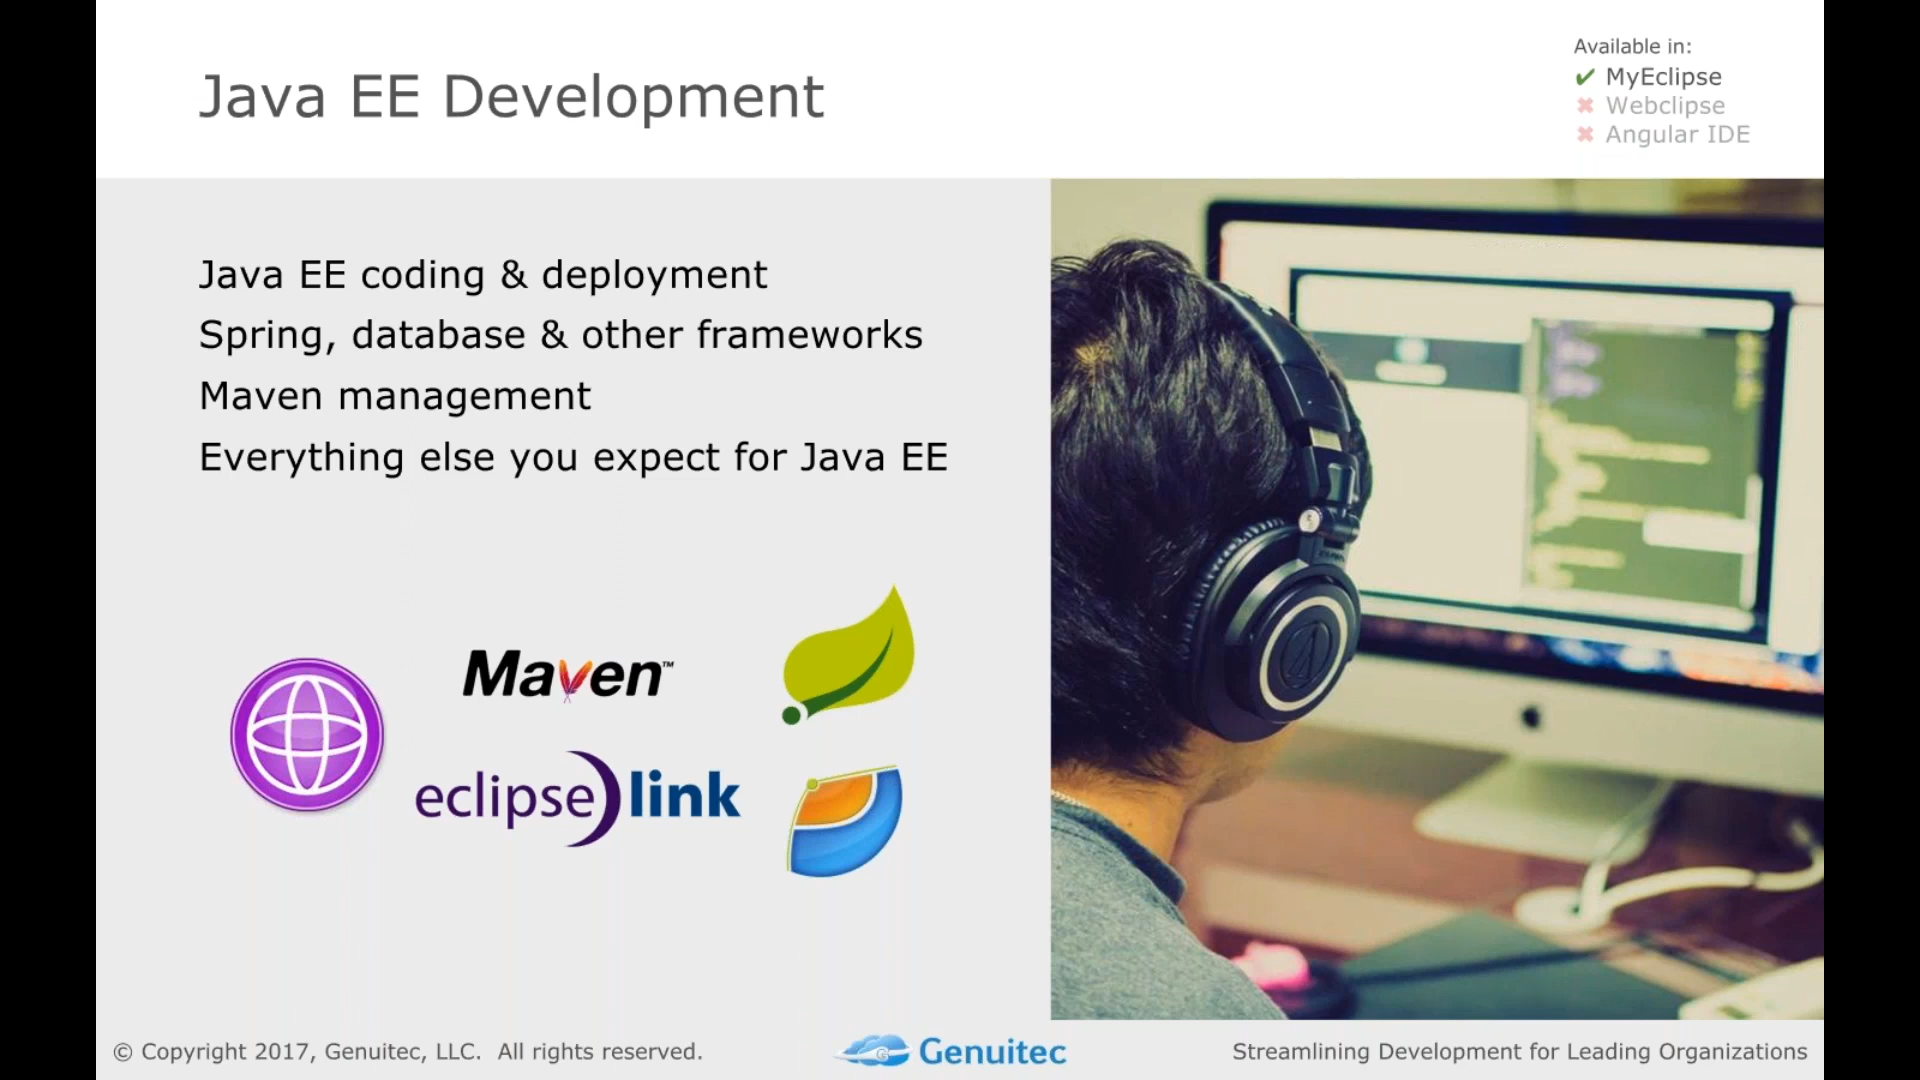 Java EE Development
Available in:
MyEclipse
Webclipse
Angular IDE
Java EE coding & deployment
Spring, database & other frameworks
Maven management
Everything else you expect for Java EE
Maven™
eclipse link
© Copyright 2017, Genuitec, LLC. All rights reserved.
Genuitec
Streamlining Development for Leading Organizations